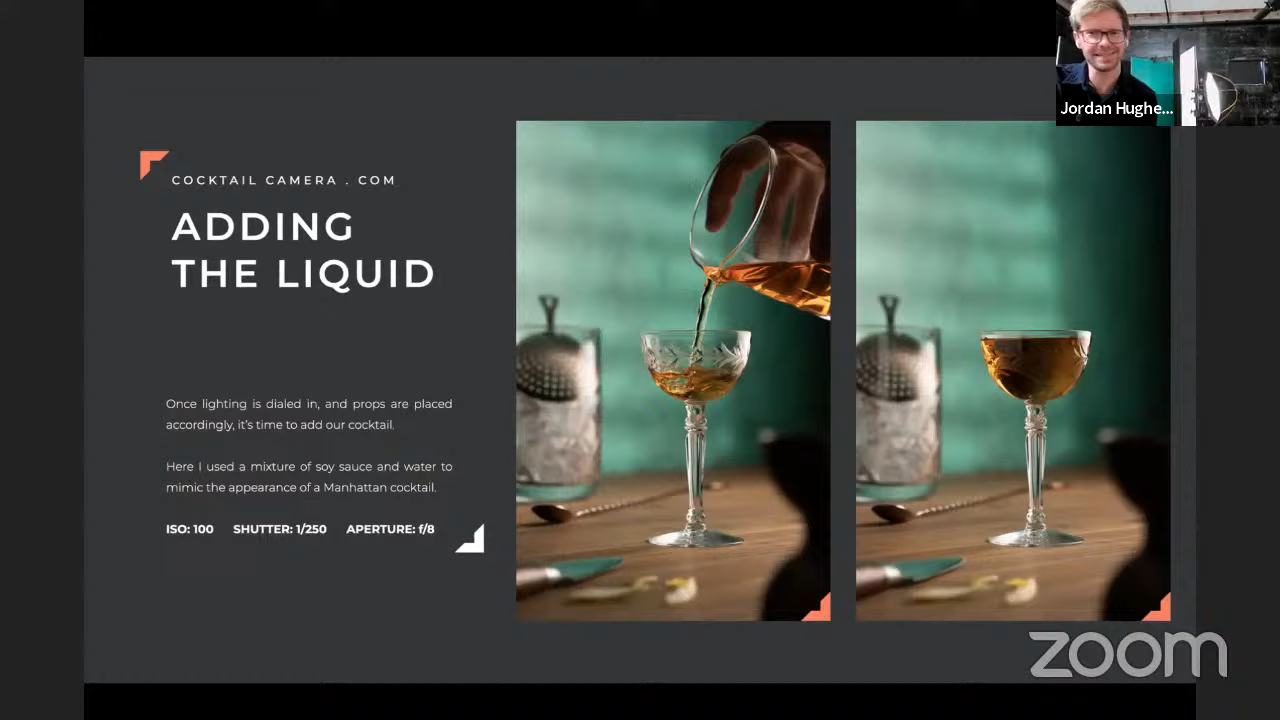 Jordan Hughe...
COCKTAIL CAMERA . COM
ADDING
THE LIQUID
Once lighting is dialed in, and props are placed
accordingly, it's time to add our cocktail.
Here I used a mixture of soy sauce and water to
mimic the appearance of a Manhattan cocktail.
ISO: 100 SHUTTER: 1/250 APERTURE: f/8
zoom